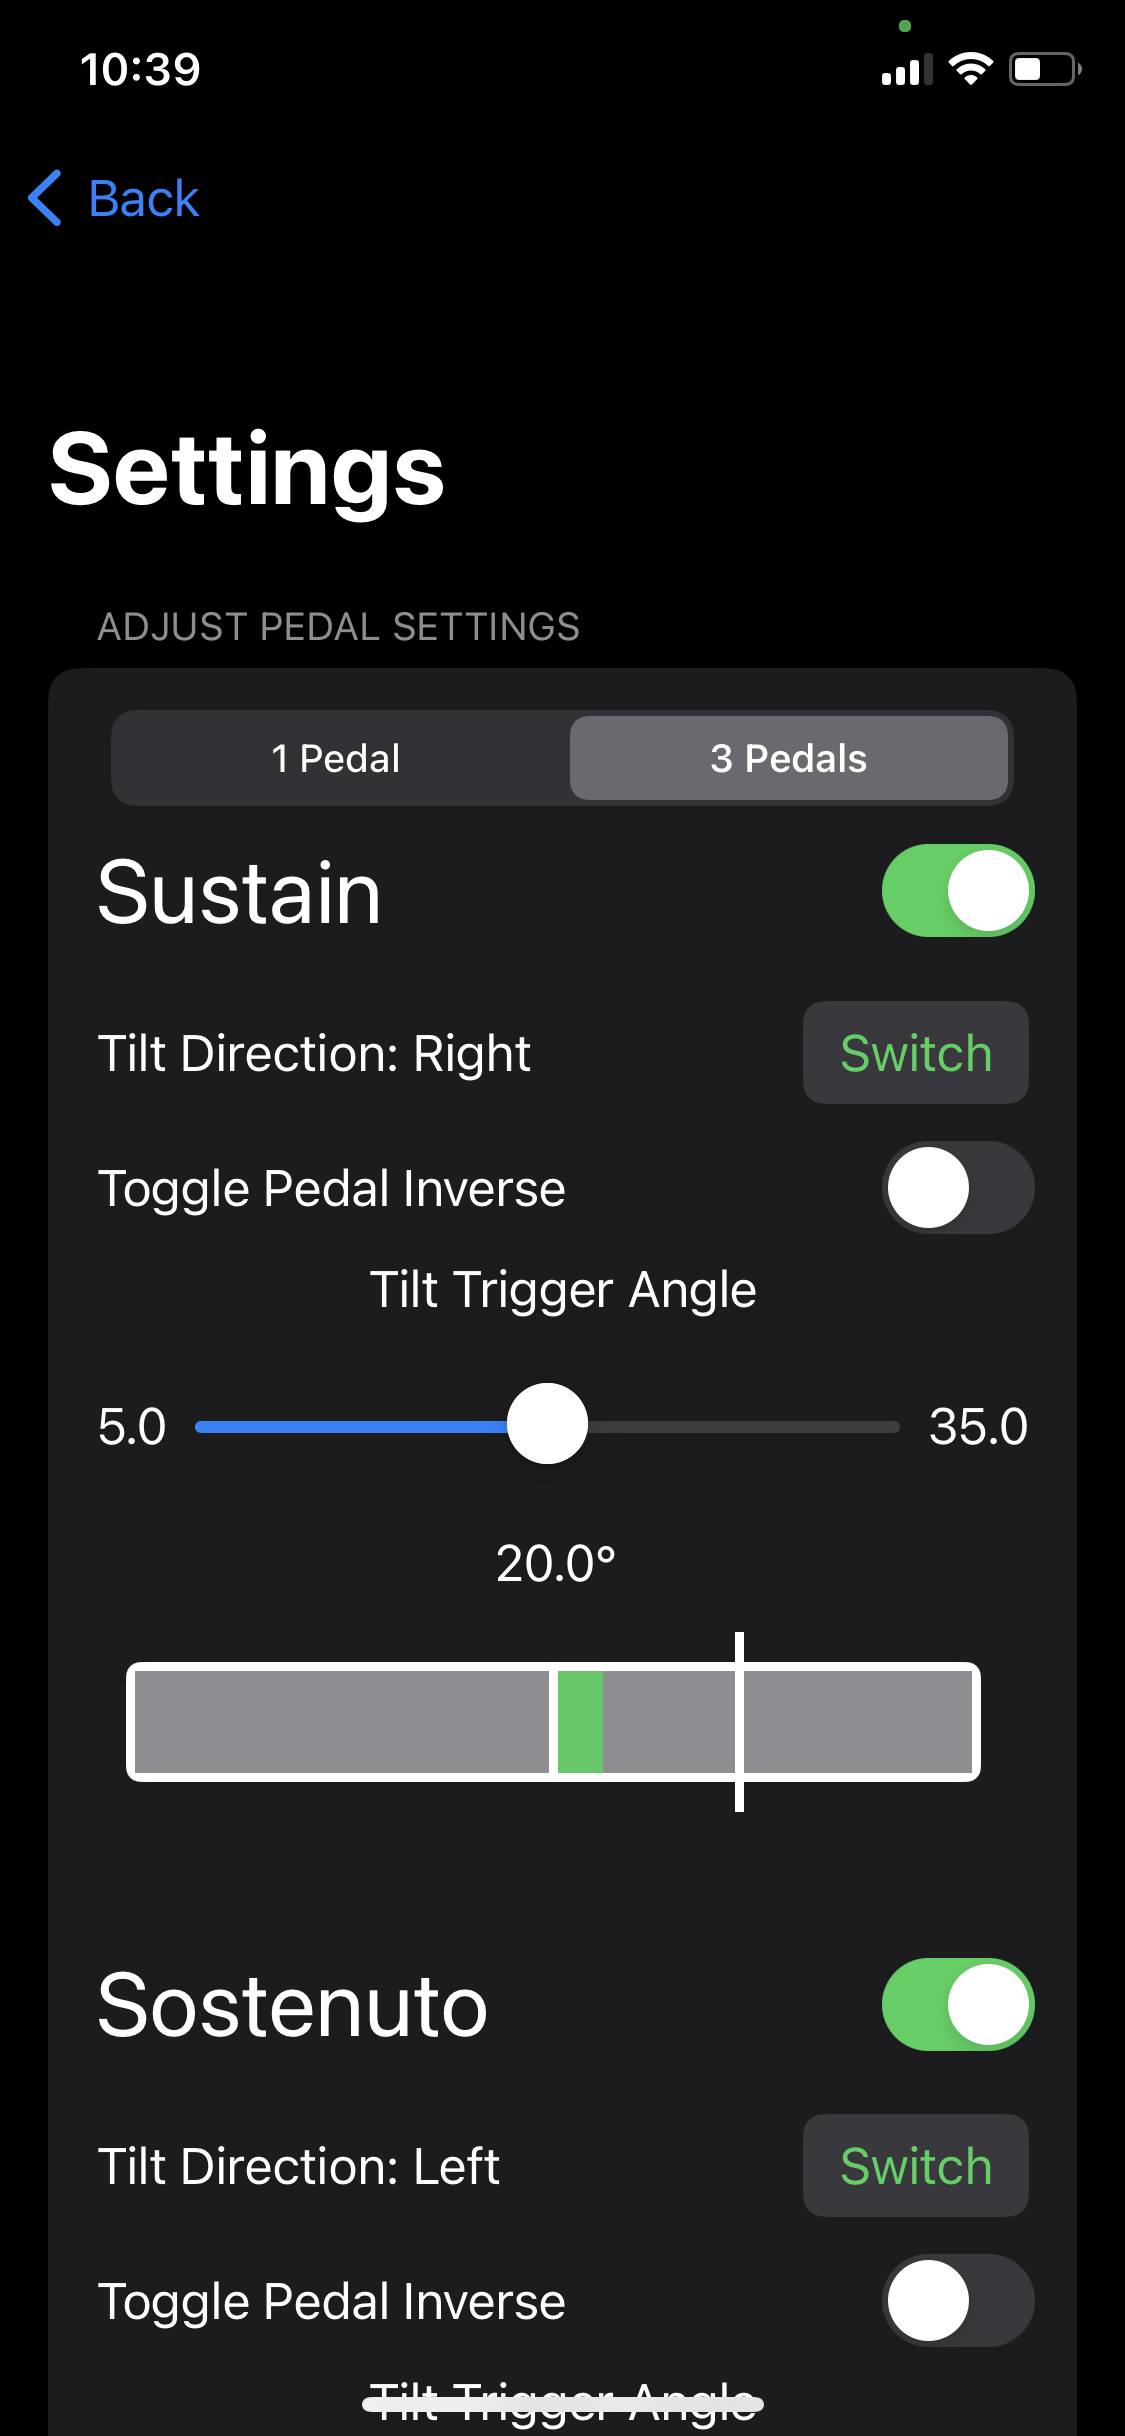 10:39
Back
Settings
ADJUST PEDAL SETTINGS
1 Pedal
3 Pedals
Sustain
Tilt Direction: Right
Switch
Toggle Pedal Inverse
Tilt Trigger Angle
5.0
35.0
20.0°
Sostenuto
Tilt Direction: Left
Switch
Toggle Pedal Inverse
Tilt Trigger Angle